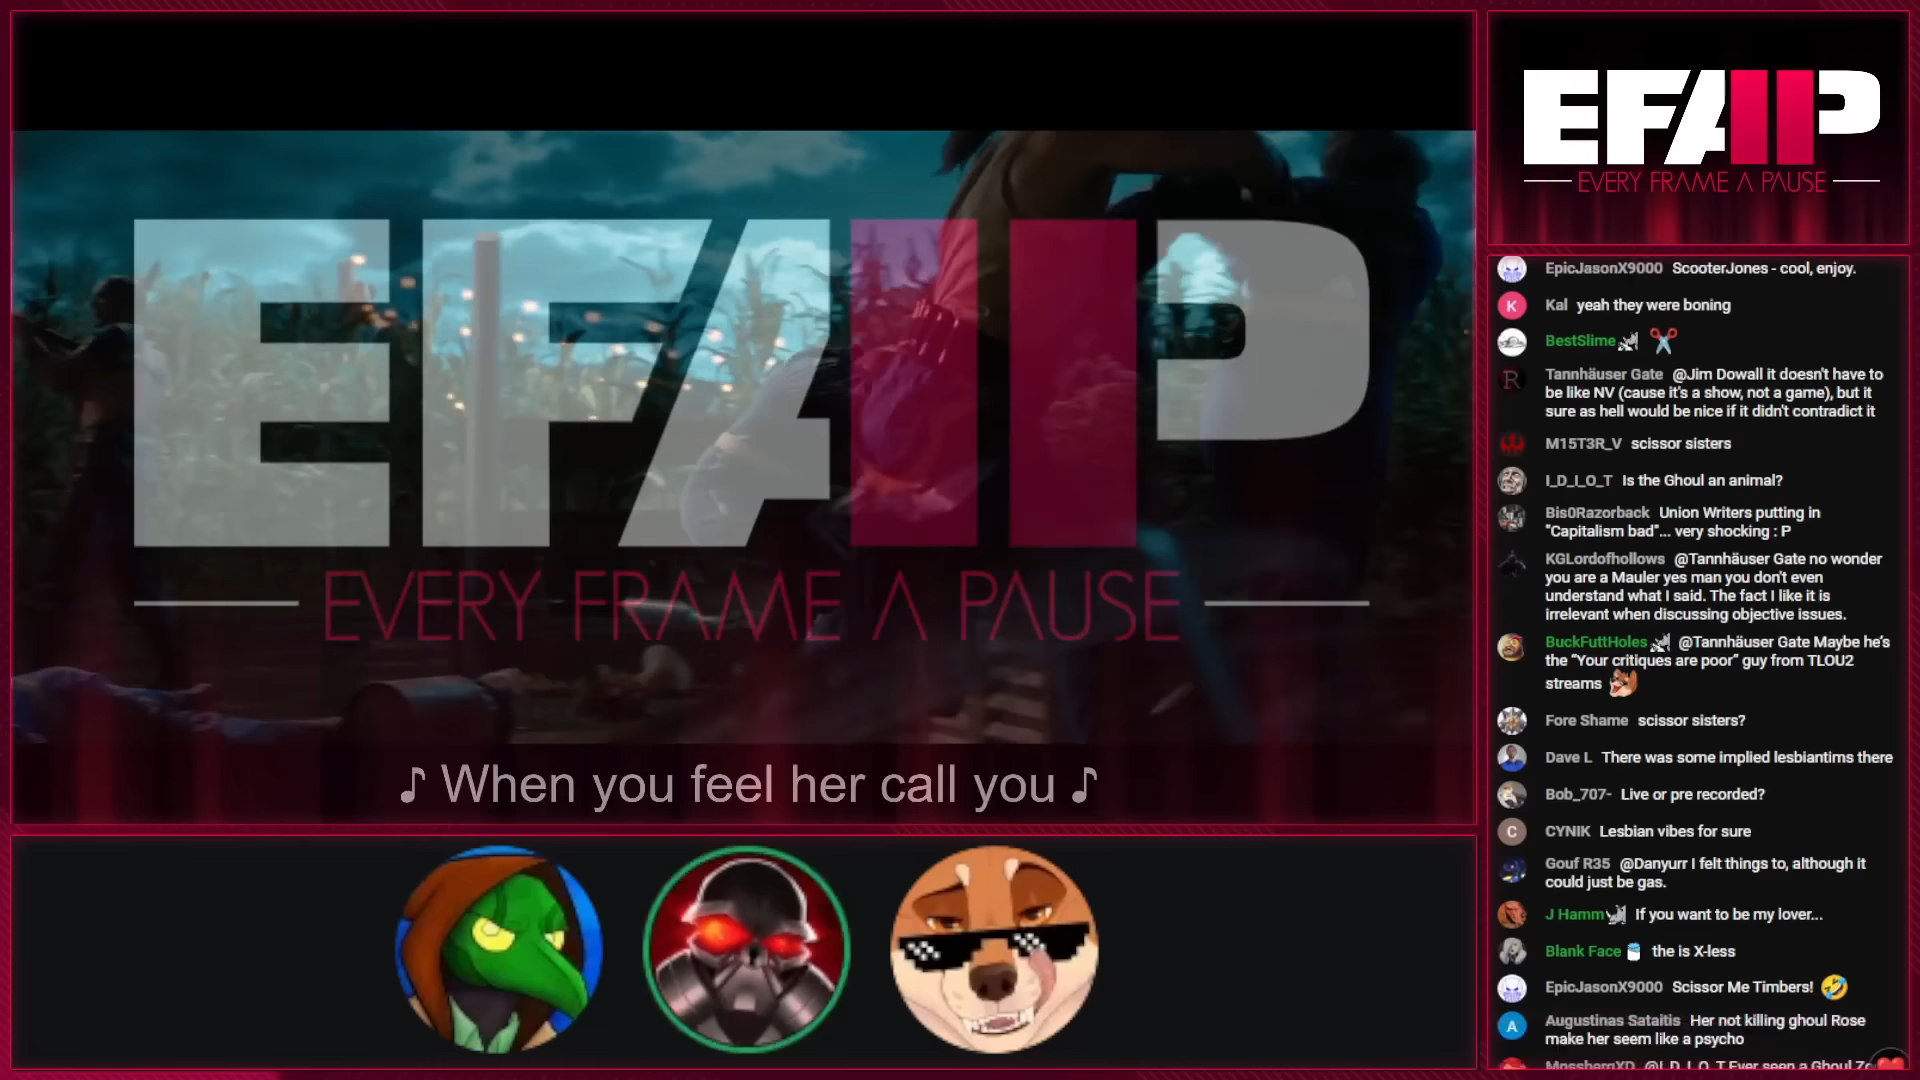 EFAP
EVERY FRAME A PAUSE
♪ When you feel her call you ♪
EFAP
EVERY FRAME A PAUSE
EpicJasonX9000 ScooterJones - cool, enjoy.
K
Kal yeah they were boning
BestSlime
R
Tannhäuser Gate @Jim Dowall it doesn't have to
be like NV (cause it's a show, not a game), but it
sure as hell would be nice if it didn't contradict it
M15T3R_V scissor sisters
I_D_I_O_T Is the Ghoul an animal?
Bis0Razorback Union Writers putting in
"Capitalism bad"... very shocking : P
KGLordofhollows @Tannhäuser Gate no wonder
you are a Mauler yes man you don't even
understand what I said. The fact I like it is
irrelevant when discussing objective issues.
BuckFuttHoles @Tannhäuser Gate Maybe he's
the “Your critiques are poor” guy from TLOU2
streams
Fore Shame scissor sisters?
Dave L There was some implied lesbiantims there
Bob_707- Live or pre recorded?
C
CYNIK Lesbian vibes for sure
Gouf R35 @Danyurr I felt things to, although it
could just be gas.
J Hamm If you want to be my lover...
Blank Face the is X-less
EpicJasonX9000 Scissor Me Timbers! 🤣
A
Augustinas Sataitis Her not killing ghoul Rose
make her seem like a psycho
@I_D_I_O_T Ever seen a Ghoul